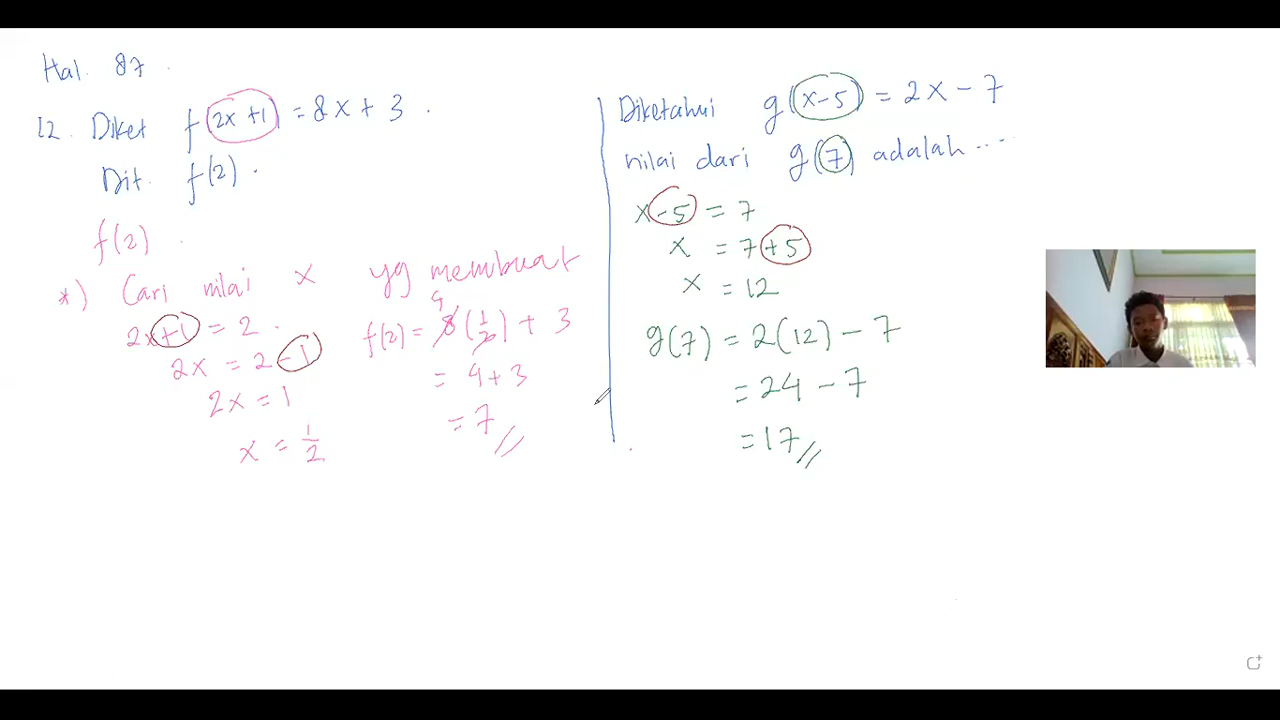 Hal. 87.
12. Diket f(2x+1) = 8x + 3.
Dit. f(2).
f(2).
*) Cari nilai x yg membuat
2x+1 = 2.
2x = 2 - 1
2x = 1
x = 1/2
4
f(2) = 8(1/2) + 3
= 4 + 3
= 7//
Diketahui g(x-5) = 2x - 7
nilai dari g(7) adalah ....
x - 5 = 7
x = 7 + 5
x = 12
g(7) = 2(12) - 7
= 24 - 7
= 17//